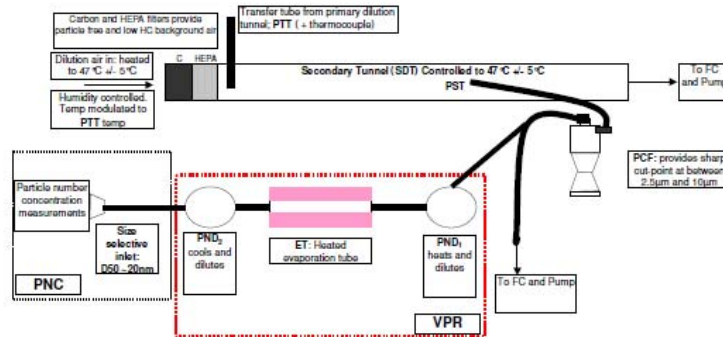 Carbon and HEPA filters provide
particle free and low HC background air
Transfer tube from primary dilution
tunnel; PTT ( + thermocouple)
Dilution air in: heated
to 47 °C +/- 5°C
C HEPA
Secondary Tunnel (SDT) Controlled to 47 °C +/- 5°C
PST
To FC
and Pump
Humidity controlled.
Temp modulated to
PTT temp
PCF: provides sharp
cut-point at between
2.5µm and 10µm
Particle number
concentration
measurements
Size
selective
inlet:
D50 ~20nm
PNC
PND2
cools and
dilutes
ET: Heated
evaporation tube
PND1
heats and
dilutes
VPR
To FC and Pump